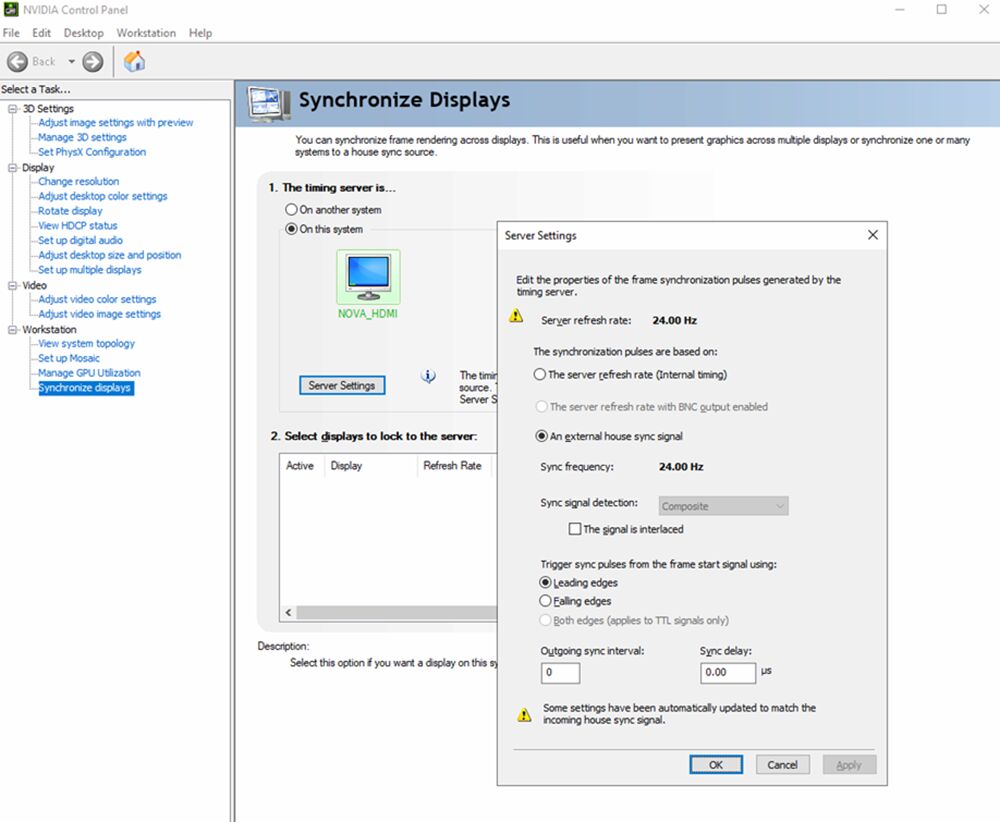 NVIDIA Control Panel
File Edit Desktop Workstation Help
Back
Select a Task...
3D Settings
Adjust image settings with preview
Manage 3D settings
Set PhysX Configuration
Display
Change resolution
Adjust desktop color settings
Rotate display
View HDCP status
Set up digital audio
Adjust desktop size and position
Set up multiple displays
Video
Adjust video color settings
Adjust video image settings
Workstation
View system topology
Set up Mosaic
Manage GPU Utilization
Synchronize displays
Synchronize Displays
You can synchronize frame rendering across displays. This is useful when you want to present graphics across multiple displays or synchronize one or many
systems to a house sync source.
1. The timing server is...
On another system
On this system
NOVA_HDMI
Server Settings
The timin
source.
Server S
2. Select displays to lock to the server:
Active Display Refresh Rate
Description:
Select this option if you want a display on this sy
Server Settings
Edit the properties of the frame synchronization pulses generated by the
timing server.
Server refresh rate: 24.00 Hz
The synchronization pulses are based on:
The server refresh rate (Internal timing)
The server refresh rate with BNC output enabled
An external house sync signal
Sync frequency: 24.00 Hz
Sync signal detection: Composite
The signal is interlaced
Trigger sync pulses from the frame start signal using:
Leading edges
Falling edges
Both edges (applies to TTL signals only)
Outgoing sync interval: Sync delay:
0 0.00 µs
Some settings have been automatically updated to match the
incoming house sync signal.
OK Cancel Apply